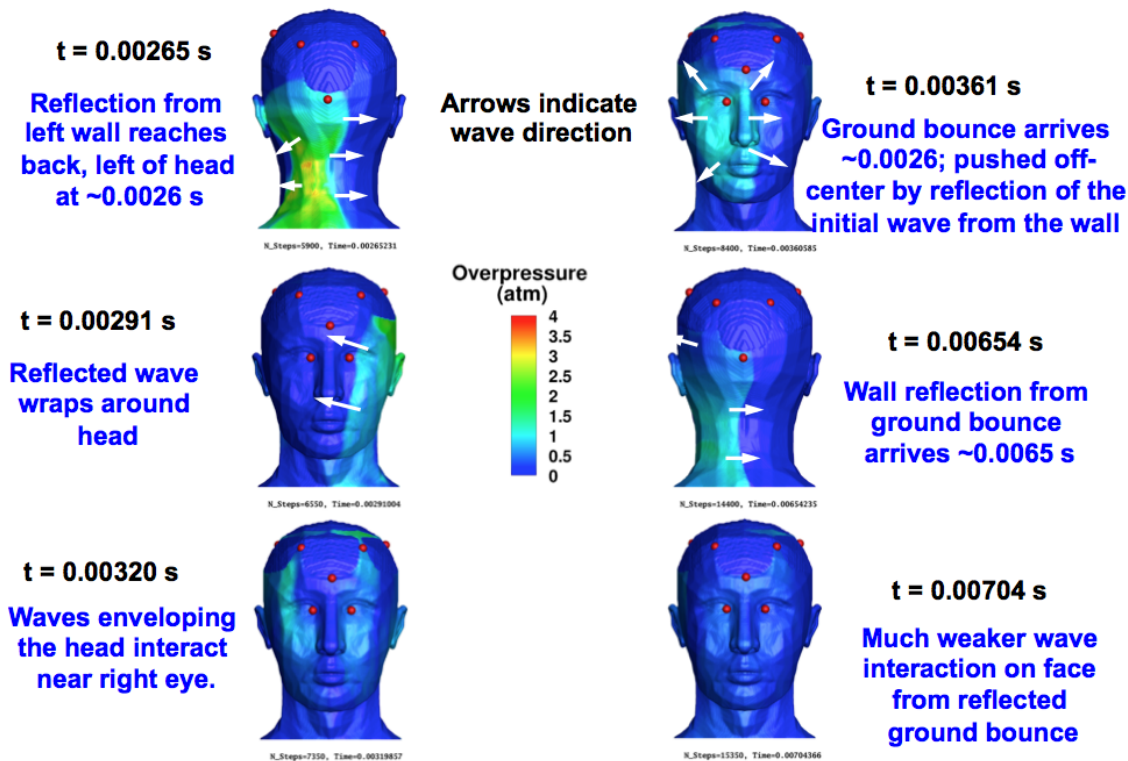 t = 0.00265 s
Reflection from
left wall reaches
back, left of head
at ~0.0026 s
N_Steps=5900, Time=0.00265231
Arrows indicate
wave direction
t = 0.00361 s
Ground bounce arrives
~0.0026; pushed off-
center by reflection of the
initial wave from the wall
N_Steps=8400, Time=0.00360585
t = 0.00291 s
Reflected wave
wraps around
head
N_Steps=6550, Time=0.00291004
Overpressure
(atm)
4
3.5
3
2.5
2
1.5
1
0.5
0
t = 0.00654 s
Wall reflection from
ground bounce
arrives ~0.0065 s
N_Steps=14400, Time=0.00654235
t = 0.00320 s
Waves enveloping
the head interact
near right eye.
N_Steps=7350, Time=0.00319857
t = 0.00704 s
Much weaker wave
interaction on face
from reflected
ground bounce
N_Steps=15350, Time=0.00704366